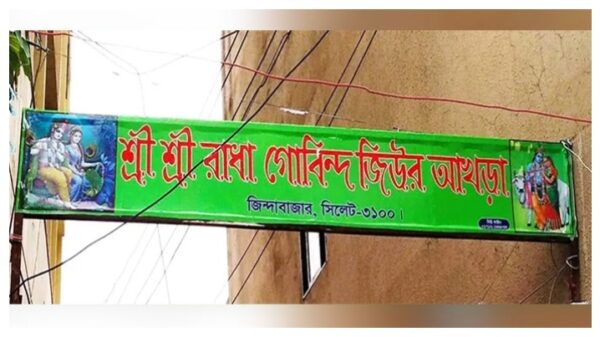 শ্রী শ্রী রাধা গোবিন্দ জিউর আখড়া
জিন্দাবাজার, সিলেট-৩১০০।